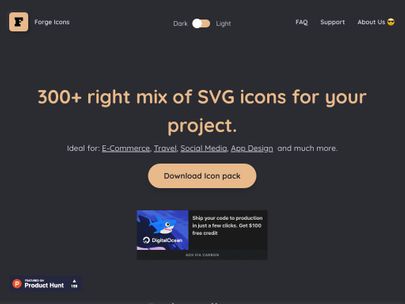 F
Forge Icons
Dark
Light
FAQ
Support
About Us 😎
300+ right mix of SVG icons for your
project.
Ideal for: E-Commerce, Travel, Social Media, App Design and much more.
Download Icon pack
DigitalOcean
Ship your code to production
in just a few clicks. Get $100
free credit
ADS VIA CARBON
P
FEATURED ON
Product Hunt